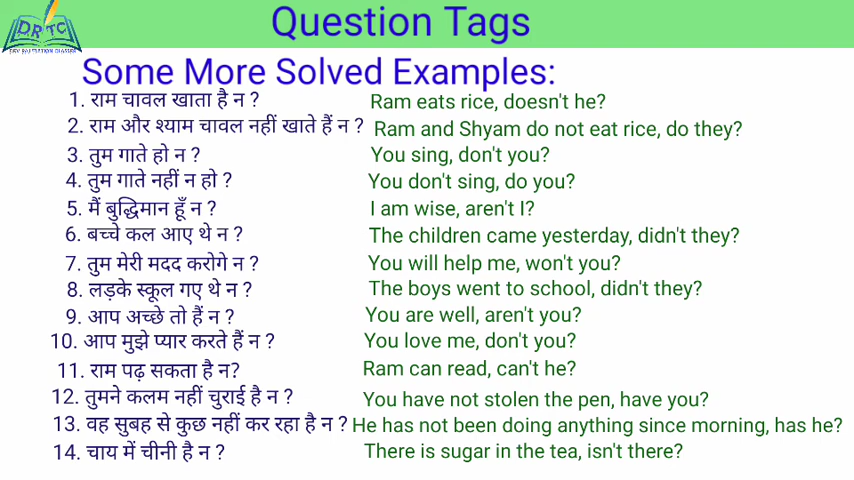 DRTC
Question Tags
Some More Solved Examples:
1. राम चावल खाता है न ? Ram eats rice, doesn't he?
2. राम और श्याम चावल नहीं खाते हैं न ? Ram and Shyam do not eat rice, do they?
3. तुम गाते हो न ? You sing, don't you?
4. तुम गाते नहीं न हो ? You don't sing, do you?
5. मैं बुद्धिमान हूँ न ? I am wise, aren't I?
6. बच्चे कल आए थे न ? The children came yesterday, didn't they?
7. तुम मेरी मदद करोगे न ? You will help me, won't you?
8. लड़के स्कूल गए थे न ? The boys went to school, didn't they?
9. आप अच्छे तो हैं न ? You are well, aren't you?
10. आप मुझे प्यार करते हैं न ? You love me, don't you?
11. राम पढ़ सकता है न? Ram can read, can't he?
12. तुमने कलम नहीं चुराई है न ? You have not stolen the pen, have you?
13. वह सुबह से कुछ नहीं कर रहा है न ? He has not been doing anything since morning, has he?
14. चाय में चीनी है न ? There is sugar in the tea, isn't there?